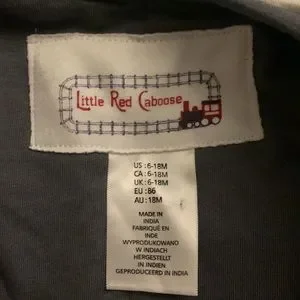 Little Red Caboose
US :6-18M
CA :6-18M
UK :6-18M
EU :86
AU :18M
MADE IN
INDIA
FABRIQUÉ EN
INDE
WYPRODUKOWANO
W INDIACH
HERGESTELLT
IN INDIEN
GEPRODUCEERD IN INDIA